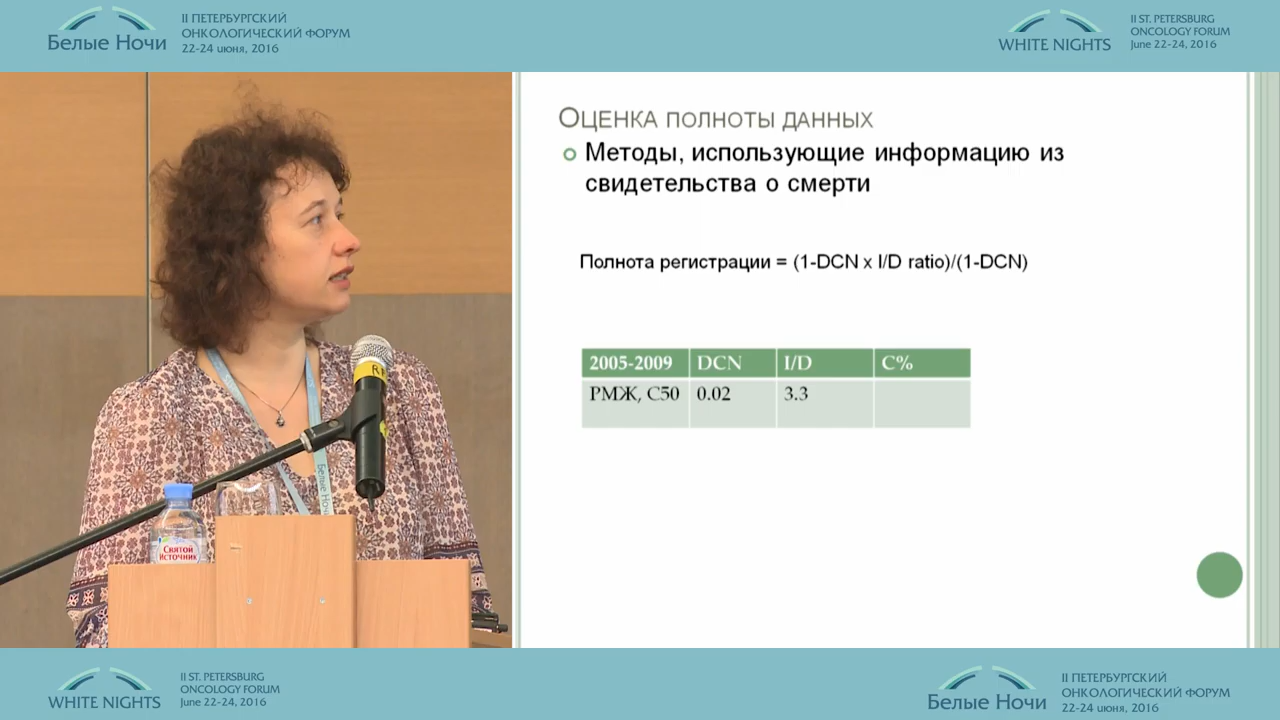 Белые Ночи
II ПЕТЕРБУРГСКИЙ
ОНКОЛОГИЧЕСКИЙ ФОРУМ
22-24 июня, 2016
WHITE NIGHTS
II ST. PETERSBURG
ONCOLOGY FORUM
June 22-24, 2016
ОЦЕНКА ПОЛНОТЫ ДАННЫХ
Методы, использующие информацию из
свидетельства о смерти
Полнота регистрации = (1-DCN x I/D ratio)/(1-DCN)
2005-2009 DCN I/D C%
РМЖ, C50 0.02 3.3
Белые Ноч
Святой
Источник
WHITE NIGHTS
II ST. PETERSBURG
ONCOLOGY FORUM
June 22-24, 2016
Белые Ночи
II ПЕТЕРБУРГСКИЙ
ОНКОЛОГИЧЕСКИЙ ФОРУМ
22-24 июня, 2016